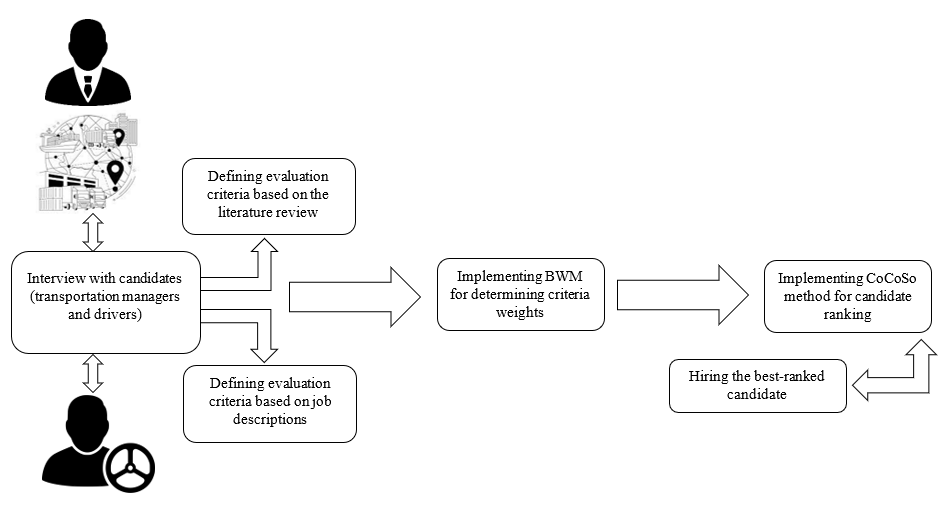 Defining evaluation
criteria based on the
literature review
Interview with candidates
(transportation managers
and drivers)
Defining evaluation
criteria based on job
descriptions
Implementing BWM
for determining criteria
weights
Implementing CoCoSo
method for candidate
ranking
Hiring the best-ranked
candidate